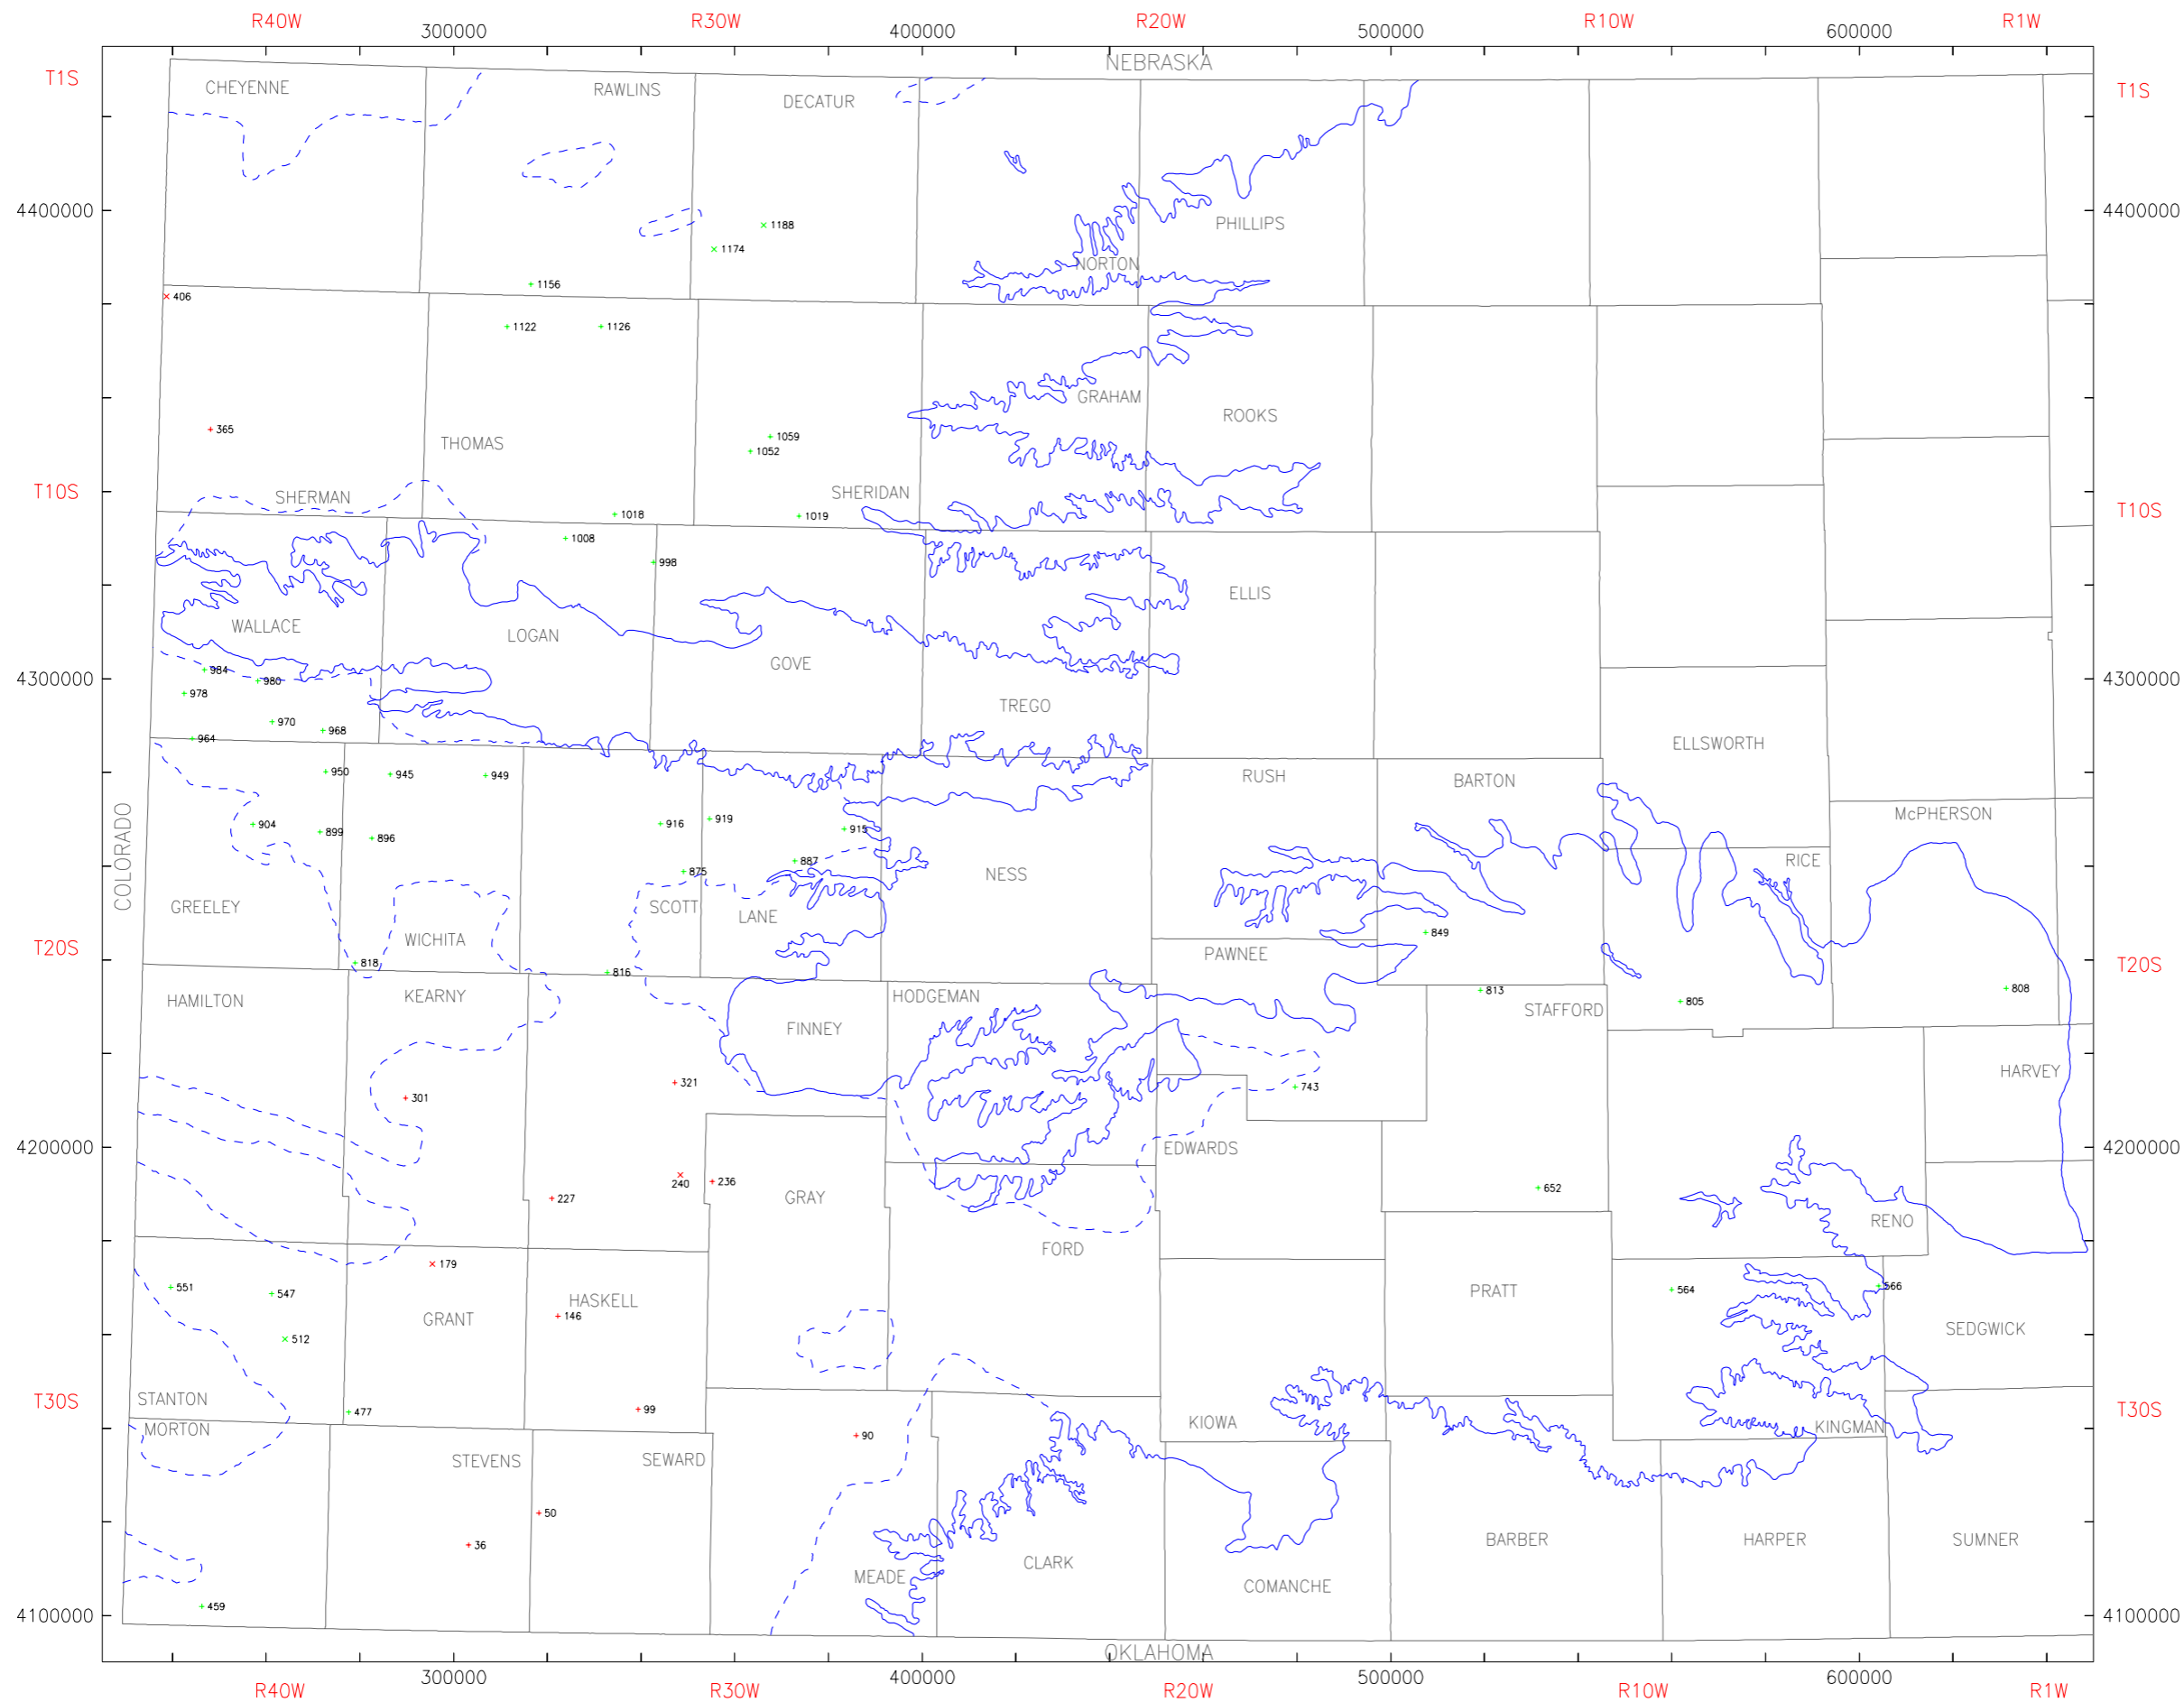 R40W R30W R20W R10W R1W
300000 400000 500000 600000
NEBRASKA
T1S T1S
CHEYENNE RAWLINS DECATUR
4400000 4400000
PHILLIPS
1188
1174
NORTON
1156
406
1122 1126
GRAHAM
ROOKS
365
1059
THOMAS
1052
SHERMAN SHERIDAN
T10S T10S
1018 1019
1008
998
ELLIS
WALLACE
LOGAN
GOVE
984
4300000 4300000
980
978
TREGO
970
968
964
ELLSWORTH
950 945 949
RUSH BARTON
COLORADO
McPHERSON
904 899 896 916 919 915
887 RICE
875 NESS
GREELEY SCOTT LANE
849
WICHITA
T20S T20S
PAWNEE
818 816
HAMILTON KEARNY HODGEMAN
813 805 808
STAFFORD
FINNEY
HARVEY
321 743
301
4200000 4200000
EDWARDS
240 236
227 GRAY 652
RENO
FORD
179
551 547 564 566
HASKELL PRATT
146
GRANT
SEDGWICK
512
STANTON
T30S T30S
477 99
MORTON KIOWA KINGMAN
90
STEVENS SEWARD
50
36 BARBER HARPER SUMNER
CLARK
MEADE
COMANCHE
459
4100000 4100000
OKLAHOMA
300000 400000 500000 600000
R40W R30W R20W R10W R1W